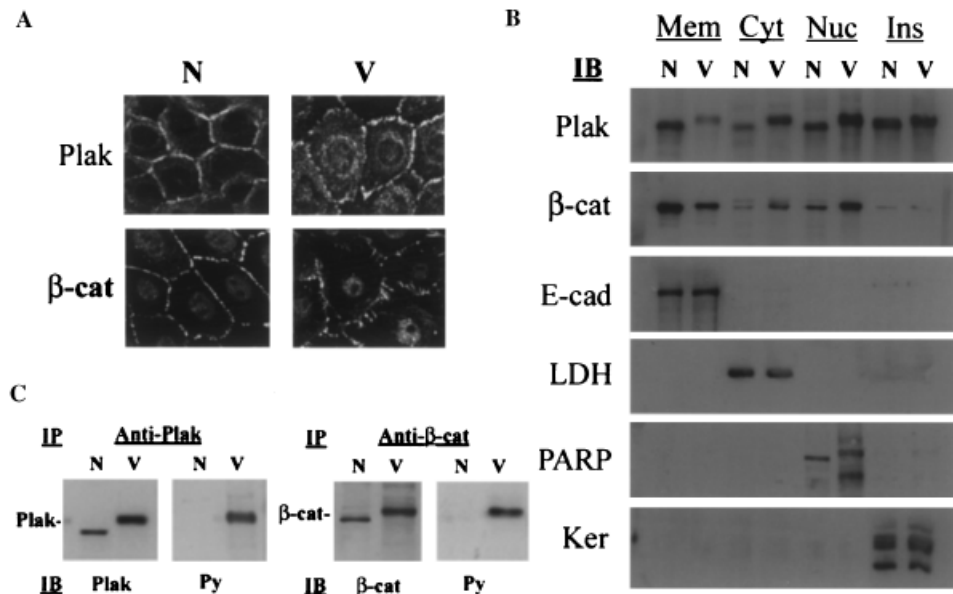 A
N V
Plak
β-cat
B
Mem Cyt Nuc Ins
IB N V N V N V N V
Plak
β-cat
E-cad
LDH
PARP
Ker
C
IP Anti-Plak
N V N V
Plak-
IB Plak Py
IP Anti-β-cat
N V N V
β-cat-
IB β-cat Py